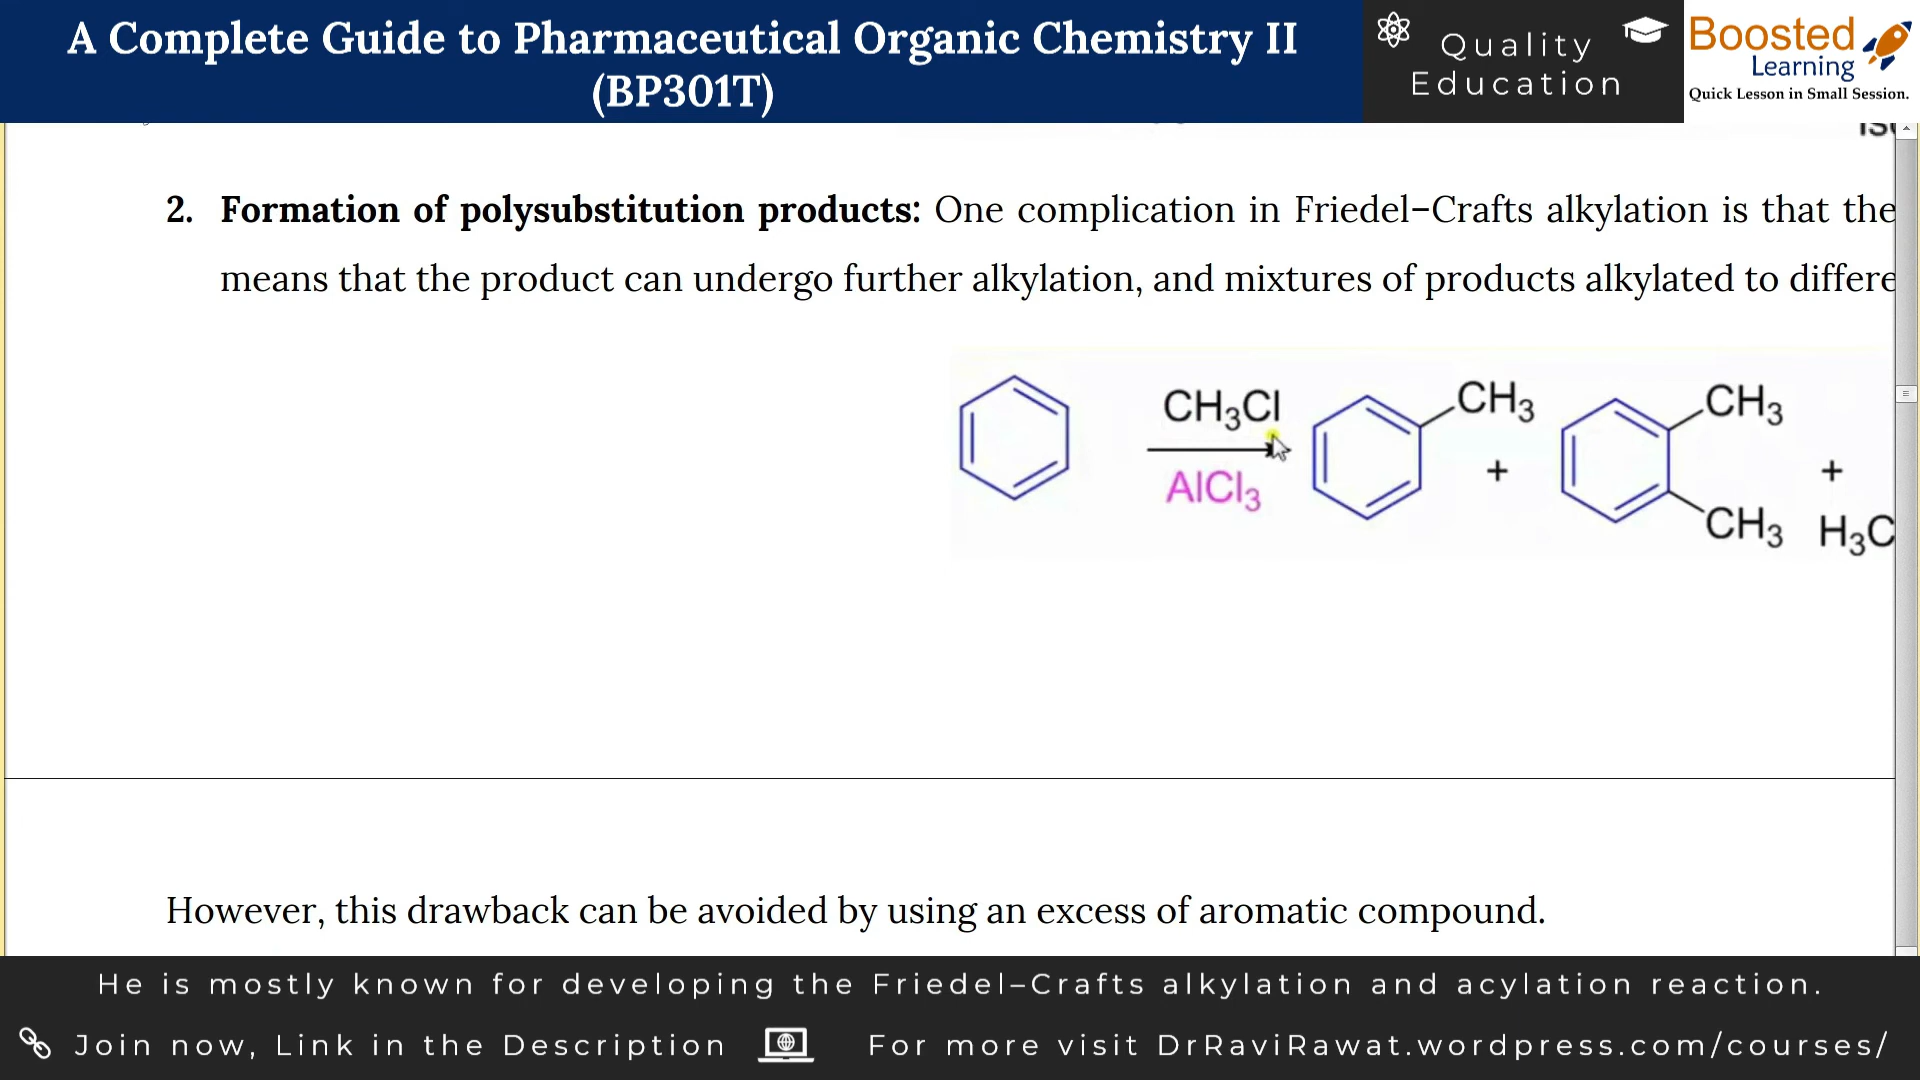 A Complete Guide to Pharmaceutical Organic Chemistry II
(BP301T)
Quality
Education
Boosted
Learning
Quick Lesson in Small Session.
2. Formation of polysubstitution products: One complication in Friedel–Crafts alkylation is that the
means that the product can undergo further alkylation, and mixtures of products alkylated to differe
CH3Cl
AlCl3
CH3
+
CH3
CH3
+
H3C
However, this drawback can be avoided by using an excess of aromatic compound.
He is mostly known for developing the Friedel–Crafts alkylation and acylation reaction.
Join now, Link in the Description
For more visit DrRaviRawat.wordpress.com/courses/